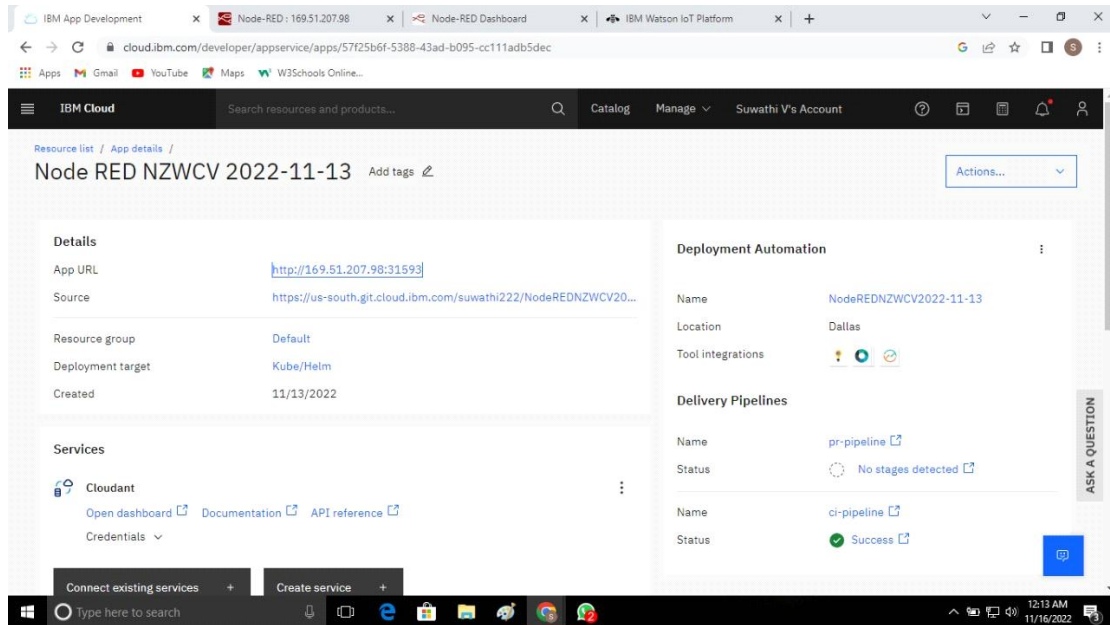 IBM App Development
Node-RED : 169.51.207.98
Node-RED Dashboard
IBM Watson IoT Platform
cloud.ibm.com/developer/appservice/apps/57f25b6f-5388-43ad-b095-cc111adb5dec
Apps Gmail YouTube Maps W3Schools Online...
IBM Cloud Search resources and products... Catalog Manage Suwathi V's Account
Resource list / App details /
Node RED NZWCV 2022-11-13 Add tags
Actions...
Details
App URL http://169.51.207.98:31593
Source https://us-south.git.cloud.ibm.com/suwathi222/NodeREDNZWCV20...
Resource group Default
Deployment target Kube/Helm
Created 11/13/2022
Services
Cloudant
Open dashboard Documentation API reference
Credentials
Connect existing services + Create service +
Deployment Automation
Name NodeREDNZWCV2022-11-13
Location Dallas
Tool integrations
Delivery Pipelines
Name pr-pipeline
Status No stages detected
Name ci-pipeline
Status Success
ASK A QUESTION
Type here to search
12:13 AM
11/16/2022